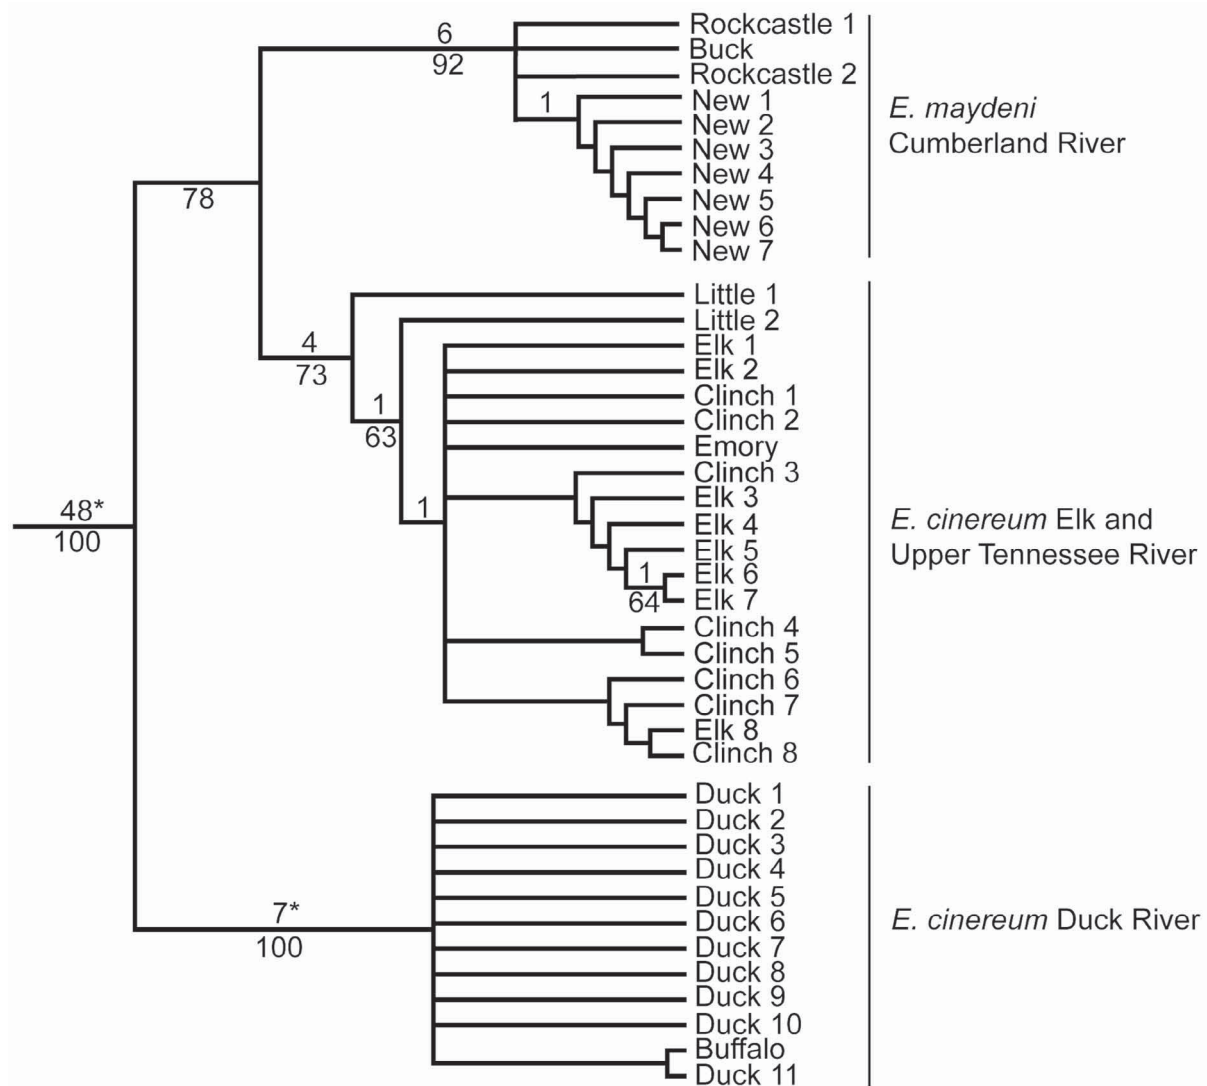 6
92
Rockcastle 1
Buck
Rockcastle 2
1
New 1
New 2
New 3
New 4
New 5
New 6
New 7
E. maydeni
Cumberland River
78
Little 1
Little 2
4
73
1
63
1
Elk 1
Elk 2
Clinch 1
Clinch 2
Emory
Clinch 3
Elk 3
Elk 4
Elk 5
1
64
Elk 6
Elk 7
Clinch 4
Clinch 5
Clinch 6
Clinch 7
Elk 8
Clinch 8
E. cinereum Elk and
Upper Tennessee River
48*
100
Duck 1
Duck 2
Duck 3
Duck 4
Duck 5
Duck 6
Duck 7
Duck 8
Duck 9
Duck 10
Buffalo
Duck 11
7*
100
E. cinereum Duck River